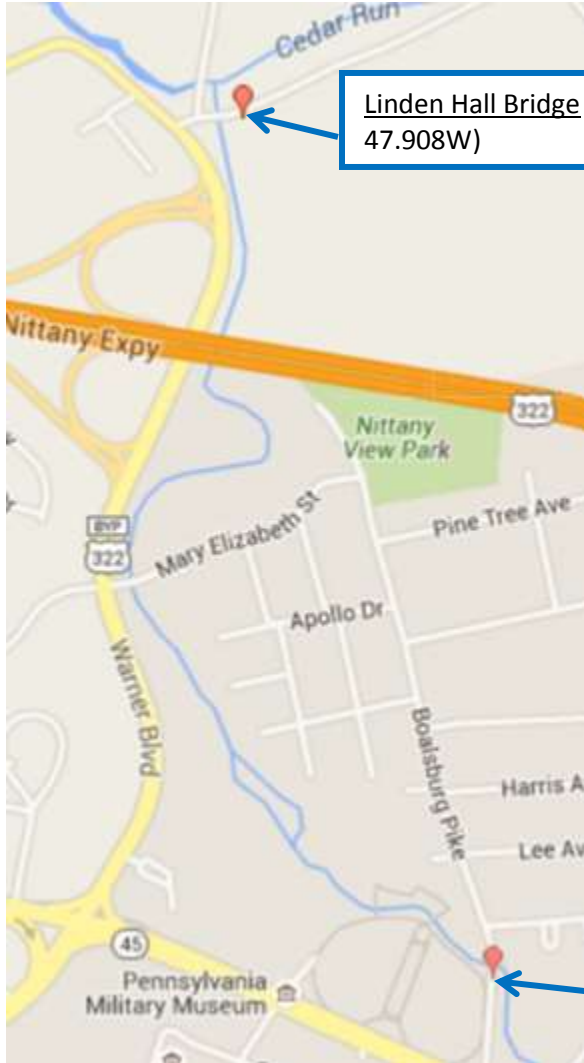 Cedar Run
Linden Hall Bridge
47.908W)
Nittany Expy
322
Nittany
View Park
Pine Tree Ave
BYP
322
Mary Elizabeth St
Apollo Dr
Warner Blvd
Boalsburg Pike
Harris A
Lee Av
45
Pennsylvania
Military Museum